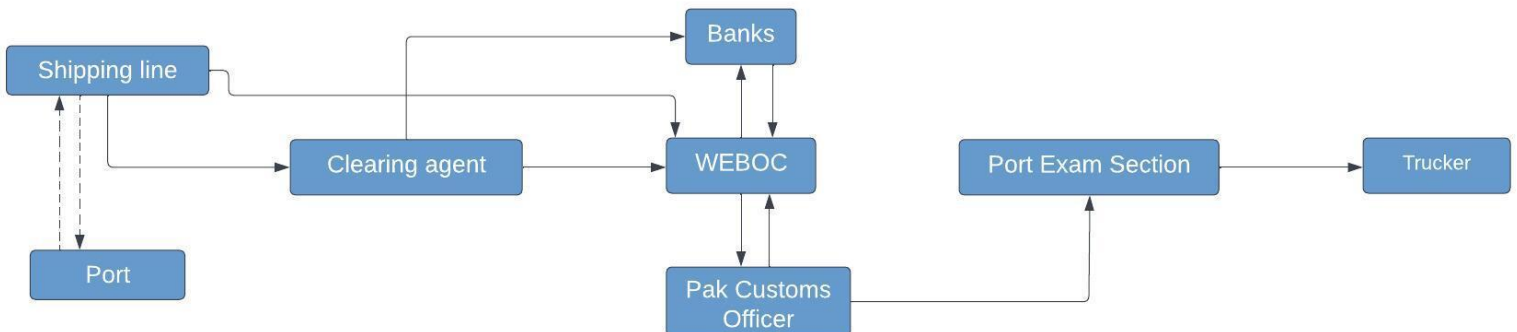 Banks
Shipping line
Clearing agent
WEBOC
Port Exam Section
Trucker
Port
Pak Customs
Officer